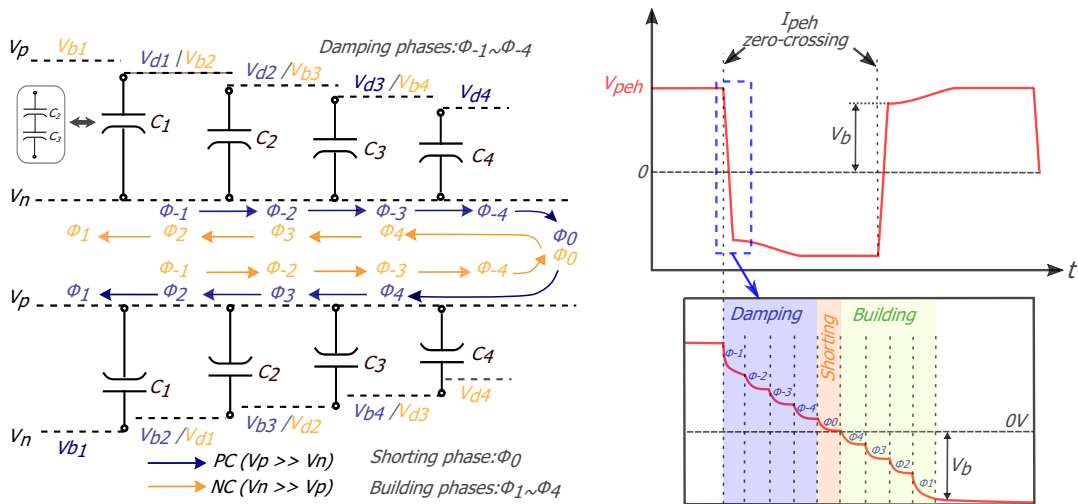 Vp Vb1
Vd1 / Vb2
Damping phases:Φ-1~Φ-4
Vd2 / Vb3
Vd3 / Vb4
Vd4
C2
C3
C1
C2
C3
C4
Vn
Φ-1 Φ-2 Φ-3 Φ-4
Φ1 Φ2 Φ3 Φ4
Φ0
Φ0
Φ-1 Φ-2 Φ-3 Φ-4
Vp
Φ1 Φ2 Φ3 Φ4
C1
C2
C3
C4
Vd4
Vb4 / Vd3
Vb3 / Vd2
Vb2 / Vd1
Vn Vb1
PC (Vp >> Vn)
NC (Vn >> Vp)
Shorting phase:Φ0
Building phases:Φ1~Φ4
Ipeh
zero-crossing
Vpeh
Vb
0
t
Damping
Shorting
Building
Φ-1
Φ-2
Φ-3
Φ-4
Φ0
0V
Φ4
Φ3
Φ2
Φ1
Vb